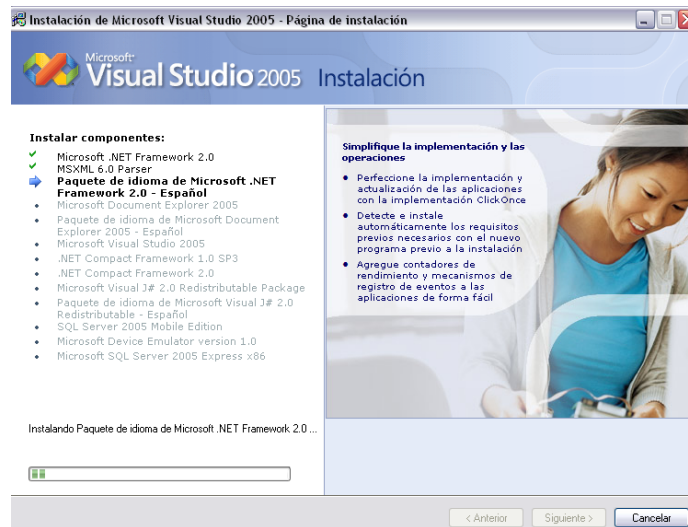 Instalación de Microsoft Visual Studio 2005 - Página de instalación
Microsoft
Visual Studio 2005 Instalación
Instalar componentes:
Microsoft .NET Framework 2.0
MSXML 6.0 Parser
Paquete de idioma de Microsoft .NET
Framework 2.0 - Español
Microsoft Document Explorer 2005
Paquete de idioma de Microsoft Document
Explorer 2005 - Español
Microsoft Visual Studio 2005
.NET Compact Framework 1.0 SP3
.NET Compact Framework 2.0
Microsoft Visual J# 2.0 Redistributable Package
Paquete de idioma de Microsoft Visual J# 2.0
Redistributable - Español
SQL Server 2005 Mobile Edition
Microsoft Device Emulator version 1.0
Microsoft SQL Server 2005 Express x86
Instalando Paquete de idioma de Microsoft .NET Framework 2.0 ...
Simplifique la implementación y las
operaciones
Perfeccione la implementación y
actualización de las aplicaciones
con la implementación ClickOnce
Detecte e instale
automáticamente los requisitos
previos necesarios con el nuevo
programa previo a la instalación
Agregue contadores de
rendimiento y mecanismos de
registro de eventos a las
aplicaciones de forma fácil
< Anterior
Siguiente >
Cancelar